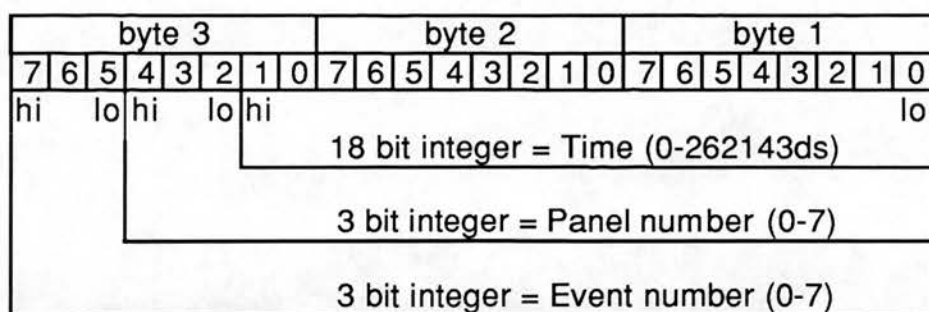 byte 3 byte 2 byte 1
7 6 5 4 3 2 1 0 7 6 5 4 3 2 1 0 7 6 5 4 3 2 1 0
hi lo hi lo hi lo
18 bit integer = Time (0-262143ds)
3 bit integer = Panel number (0-7)
3 bit integer = Event number (0-7)